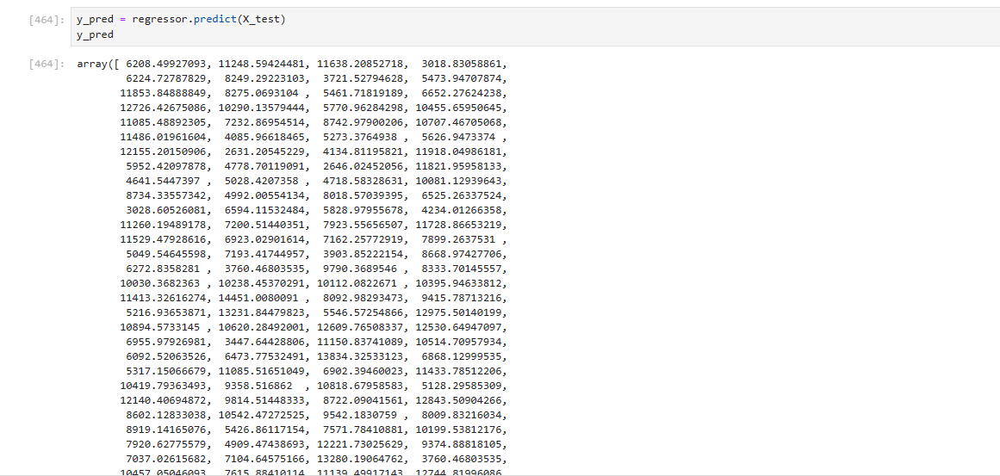 [464]: y_pred = regressor.predict(X_test)
y_pred
[464]: array([ 6208.49927093, 11248.59424481, 11638.20852718,  3018.83058861,
6224.72787829,  8249.29223103,  3721.52794628,  5473.94707874,
11853.84888849,  8275.0693104 ,  5461.71819189,  6652.27624238,
12726.42675086, 10290.13579444,  5770.96284298, 10455.65950645,
11085.48892305,  7232.86954514,  8742.97900206, 10707.46705068,
11486.01961604,  4085.96618465,  5273.3764938 ,  5626.9473374 ,
12155.20150906,  2631.20545229,  4134.81195821, 11918.04986181,
5952.42097878,  4778.70119091,  2646.02452056, 11821.95958133,
4641.5447397 ,  5028.4207358 ,  4718.58328631, 10081.12939643,
8734.33557342,  4992.00554134,  8018.57039395,  6525.26337524,
3028.60526081,  6594.11532484,  5828.97955678,  4234.01266358,
11260.19489178,  7200.51440351,  7923.55656507, 11728.86653219,
11529.47928616,  6923.02901614,  7162.25772919,  7899.2637531 ,
5049.54645598,  7193.41744957,  3903.85222154,  8668.97427706,
6272.8358281 ,  3760.46803535,  9790.3689546 ,  8333.70145557,
10030.3682363 , 10238.45370291, 10112.0822671 , 10395.94633812,
11413.32616274, 14451.0080091 ,  8092.98293473,  9415.78713216,
5216.93653871, 13231.84479823,  5546.57254866, 12975.50140199,
10894.5733145 , 10620.28492001, 12609.76508337, 12530.64947097,
6955.97926981,  3447.64428806, 11150.83741089, 10514.70957934,
6092.52063526,  6473.77532491, 13834.32533123,  6868.12999535,
5317.15066679, 11085.51651049,  6902.39460023, 11433.78512206,
10419.79363493,  9358.516862  , 10818.67958583,  5128.29585309,
12140.40694872,  9814.51448333,  8722.09041561, 12843.50904266,
8602.12833038, 10542.47272525,  9542.1830759 ,  8009.83216034,
8919.14165076,  5426.86117154,  7571.78410881, 10199.53812176,
7920.62775579,  4909.47438693, 12221.73025629,  9374.88818105,
7037.02615682,  7104.64575166, 13280.19064762,  3760.46803535,
10457.05046093,  7615.88410114, 11139.49917143, 12744.81996086,